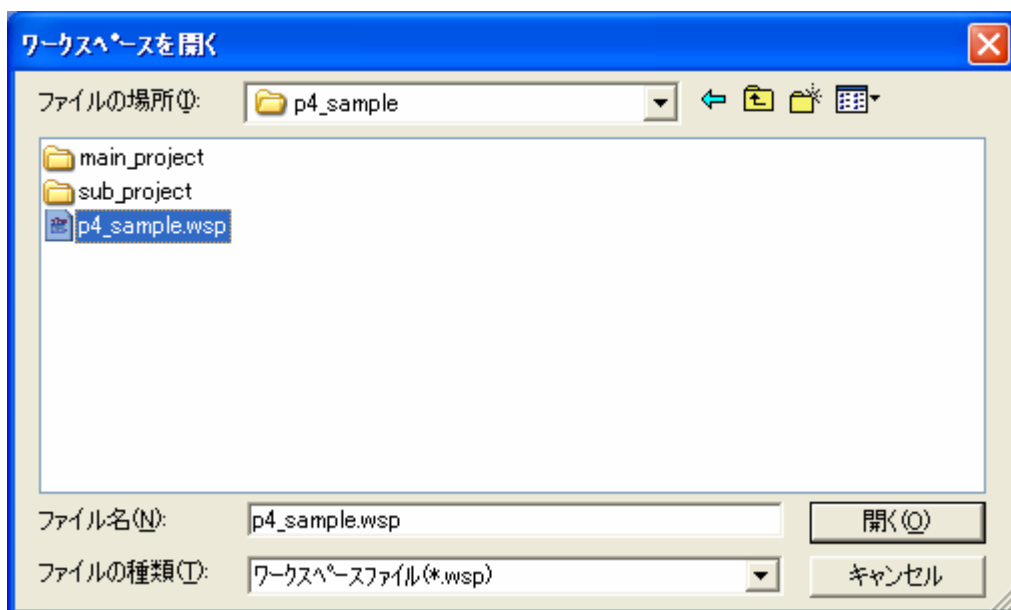 ワークスペースを開く
ファイルの場所(I):
p4_sample
main_project
sub_project
p4_sample.wsp
ファイル名(N):
p4_sample.wsp
開く(O)
ファイルの種類(T):
ワークスペースファイル(*.wsp)
キャンセル